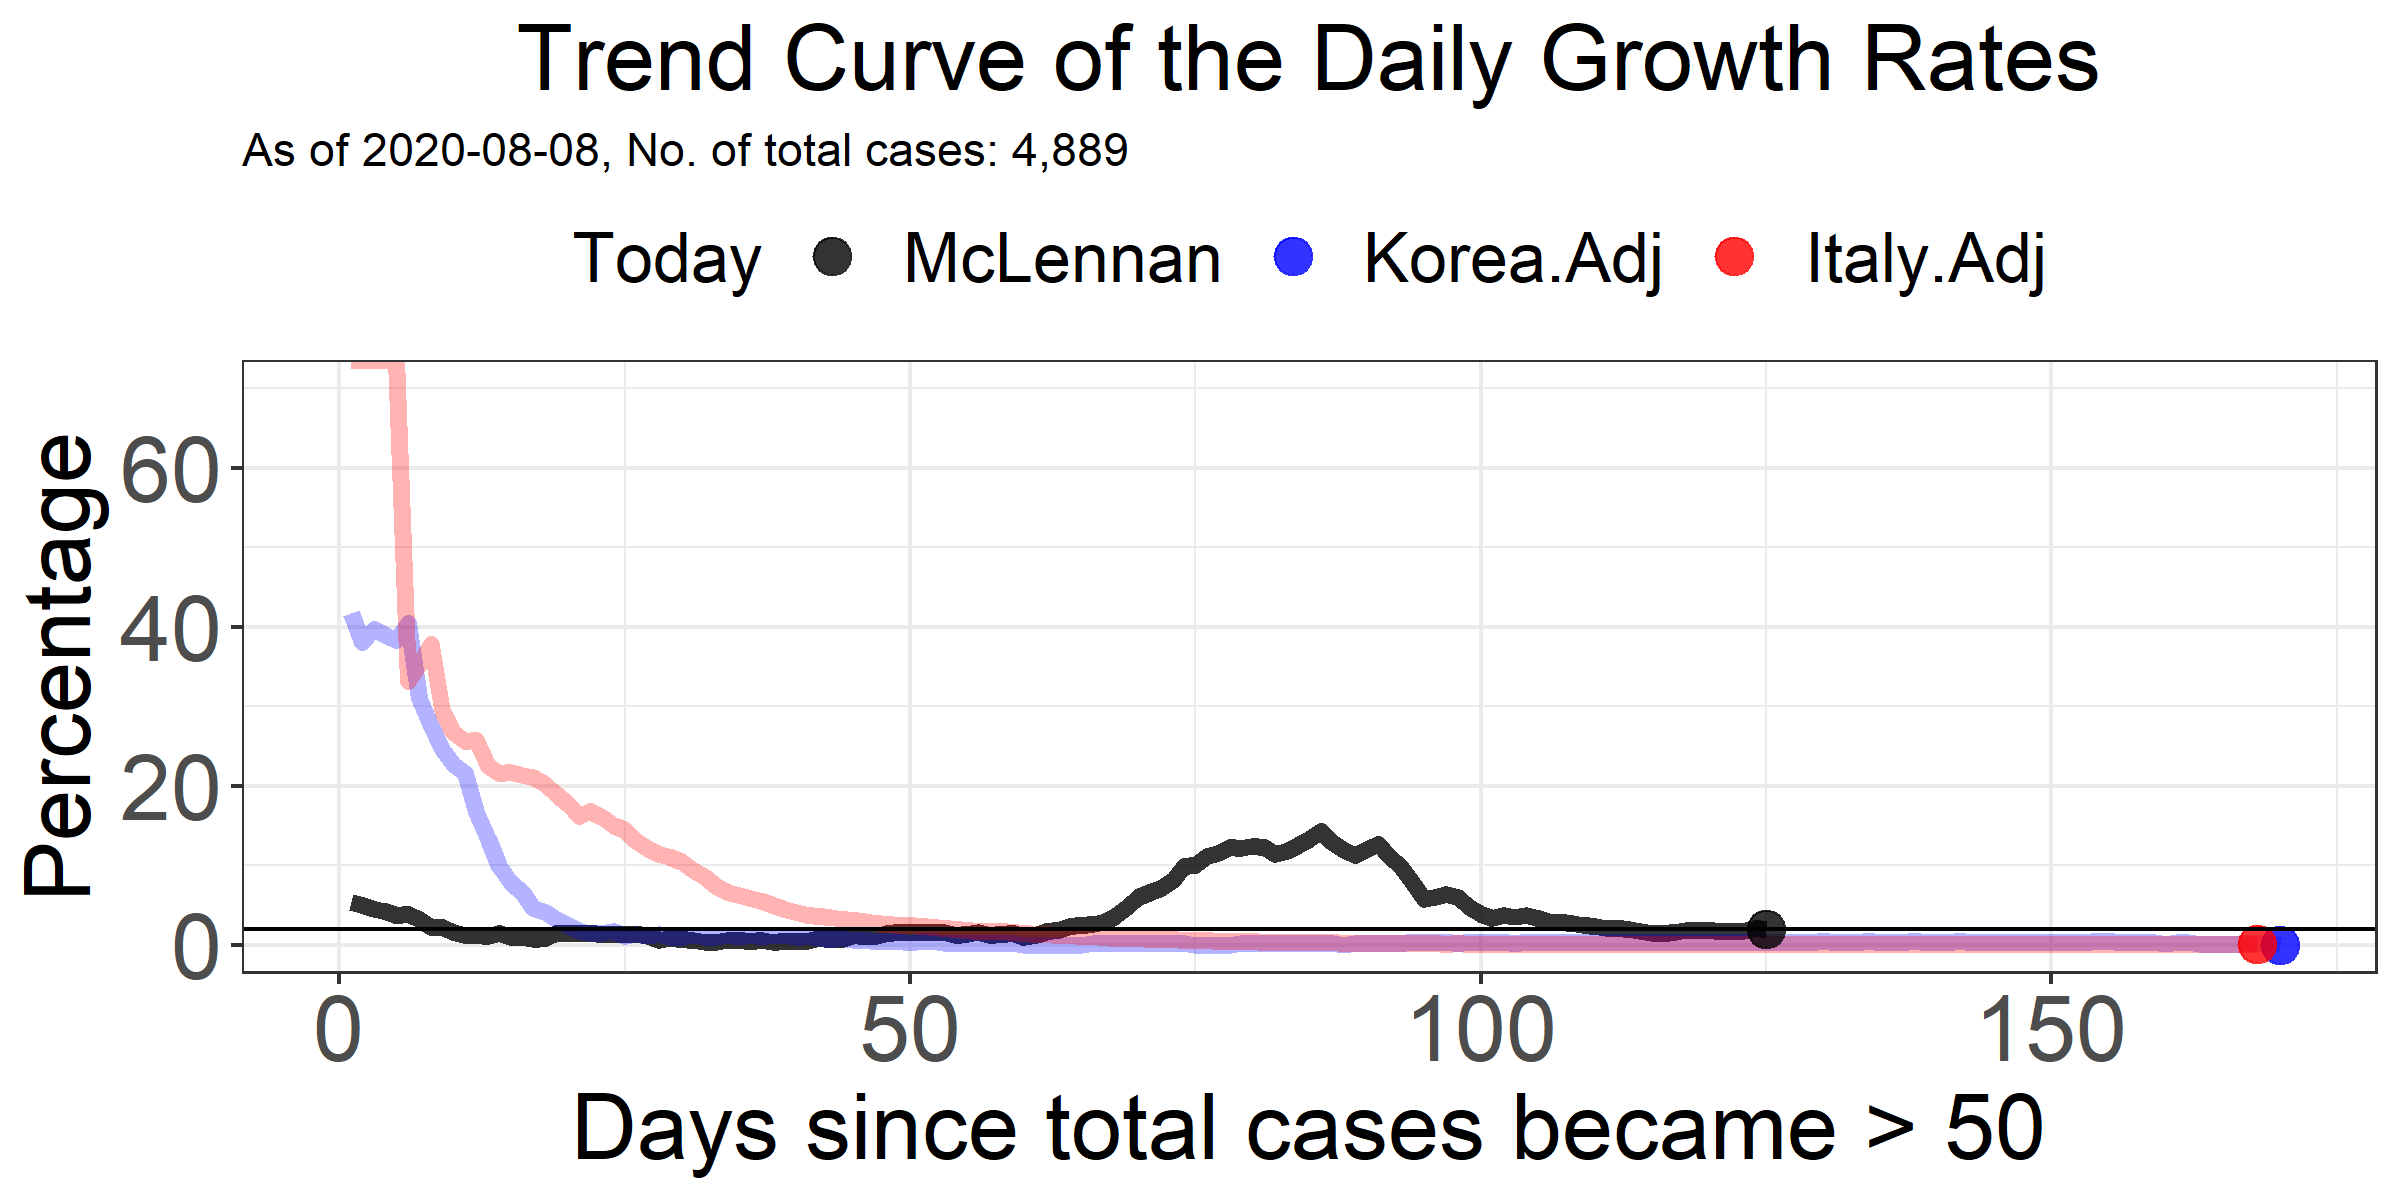 Trend Curve of the Daily Growth Rates
As of 2020-08-08, No. of total cases: 4,889
Today McLennan Korea.Adj Italy.Adj
Percentage
60
40
20
0
0 50 100 150
Days since total cases became > 50